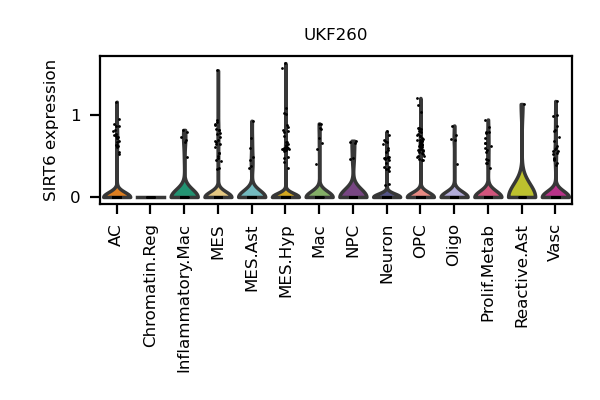 UKF260
SIRT6 expression
1
0
AC
Chromatin.Reg
Inflammatory.Mac
MES
MES.Ast
MES.Hyp
Mac
NPC
Neuron
OPC
Oligo
Prolif.Metab
Reactive.Ast
Vasc